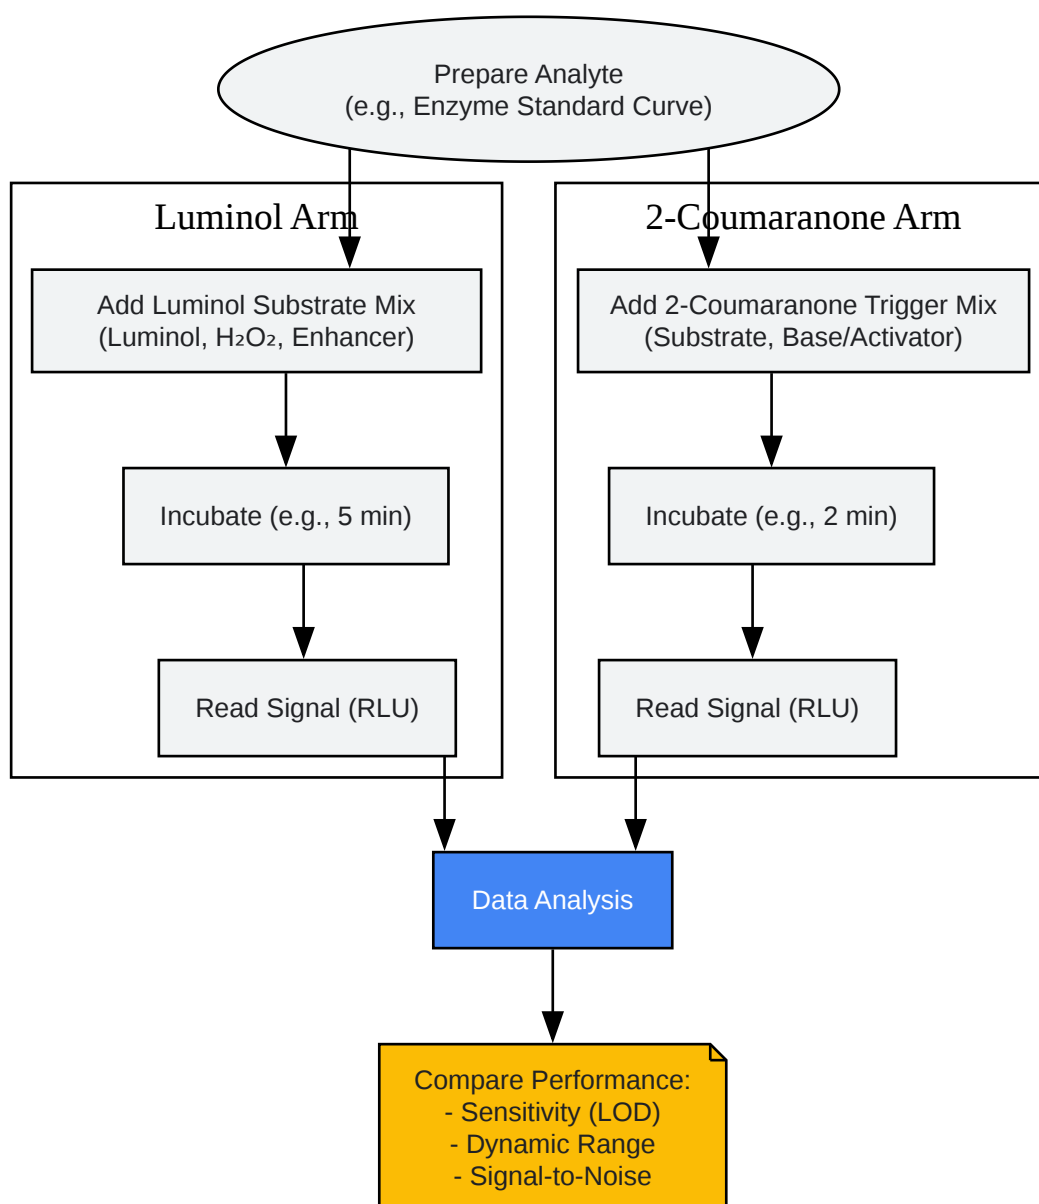 Prepare Analyte
(e.g., Enzyme Standard Curve)
Luminol Arm
Add Luminol Substrate Mix
(Luminol, H₂O₂, Enhancer)
Incubate (e.g., 5 min)
Read Signal (RLU)
2-Coumaranone Arm
Add 2-Coumaranone Trigger Mix
(Substrate, Base/Activator)
Incubate (e.g., 2 min)
Read Signal (RLU)
Data Analysis
Compare Performance:
- Sensitivity (LOD)
- Dynamic Range
- Signal-to-Noise